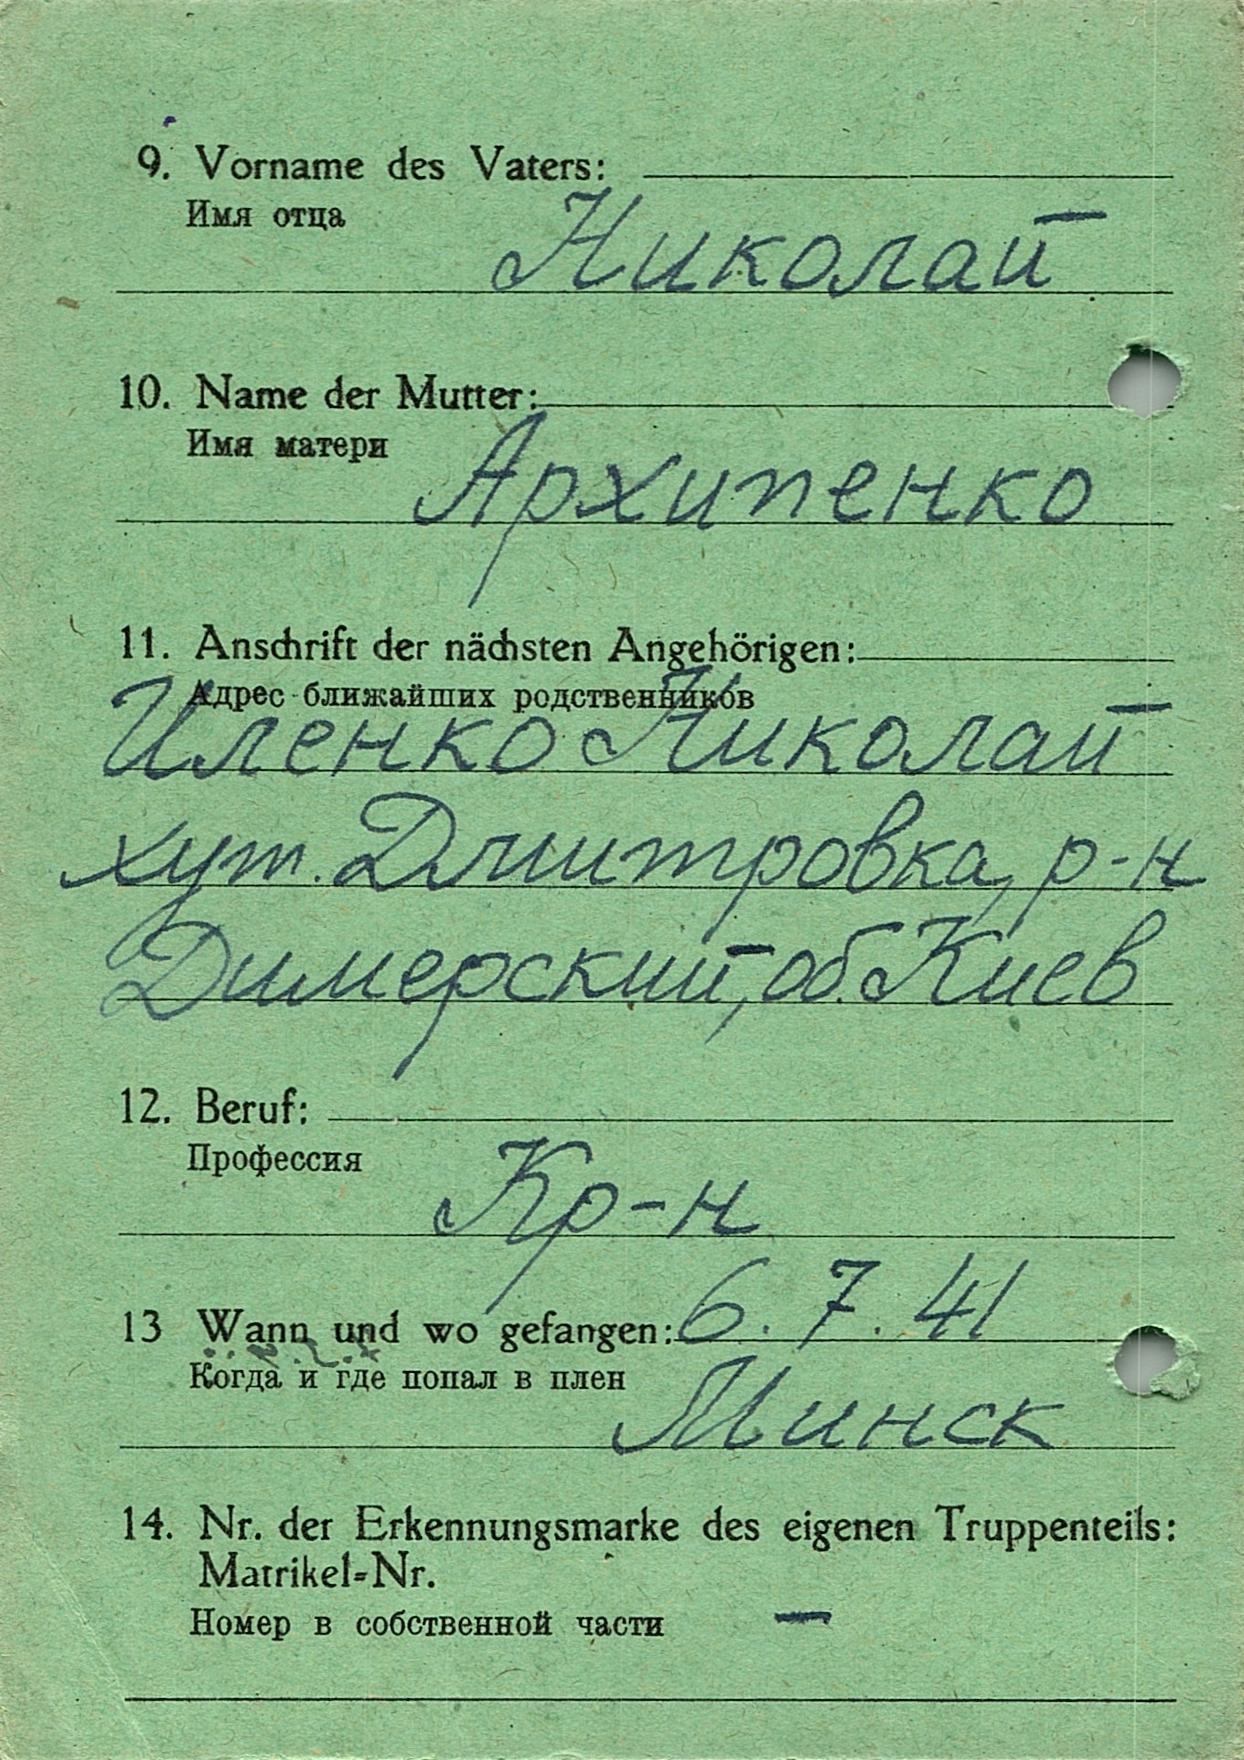 9. Vorname des Vaters:
Имя отца
Николай
10. Name der Mutter:
Имя матери
Архипенко
11. Anschrift der nächsten Angehörigen:
Адрес ближайших родственников
Иленко Николай
хут. Дмитровка, р-н
Димерский, об. Киев
12. Beruf:
Профессия
Кр-н
13 Wann und wo gefangen: 6. 7. 41
Когда и где попал в плен
Минск
14. Nr. der Erkennungsmarke des eigenen Truppenteils:
Matrikel-Nr.
Номер в собственной части —